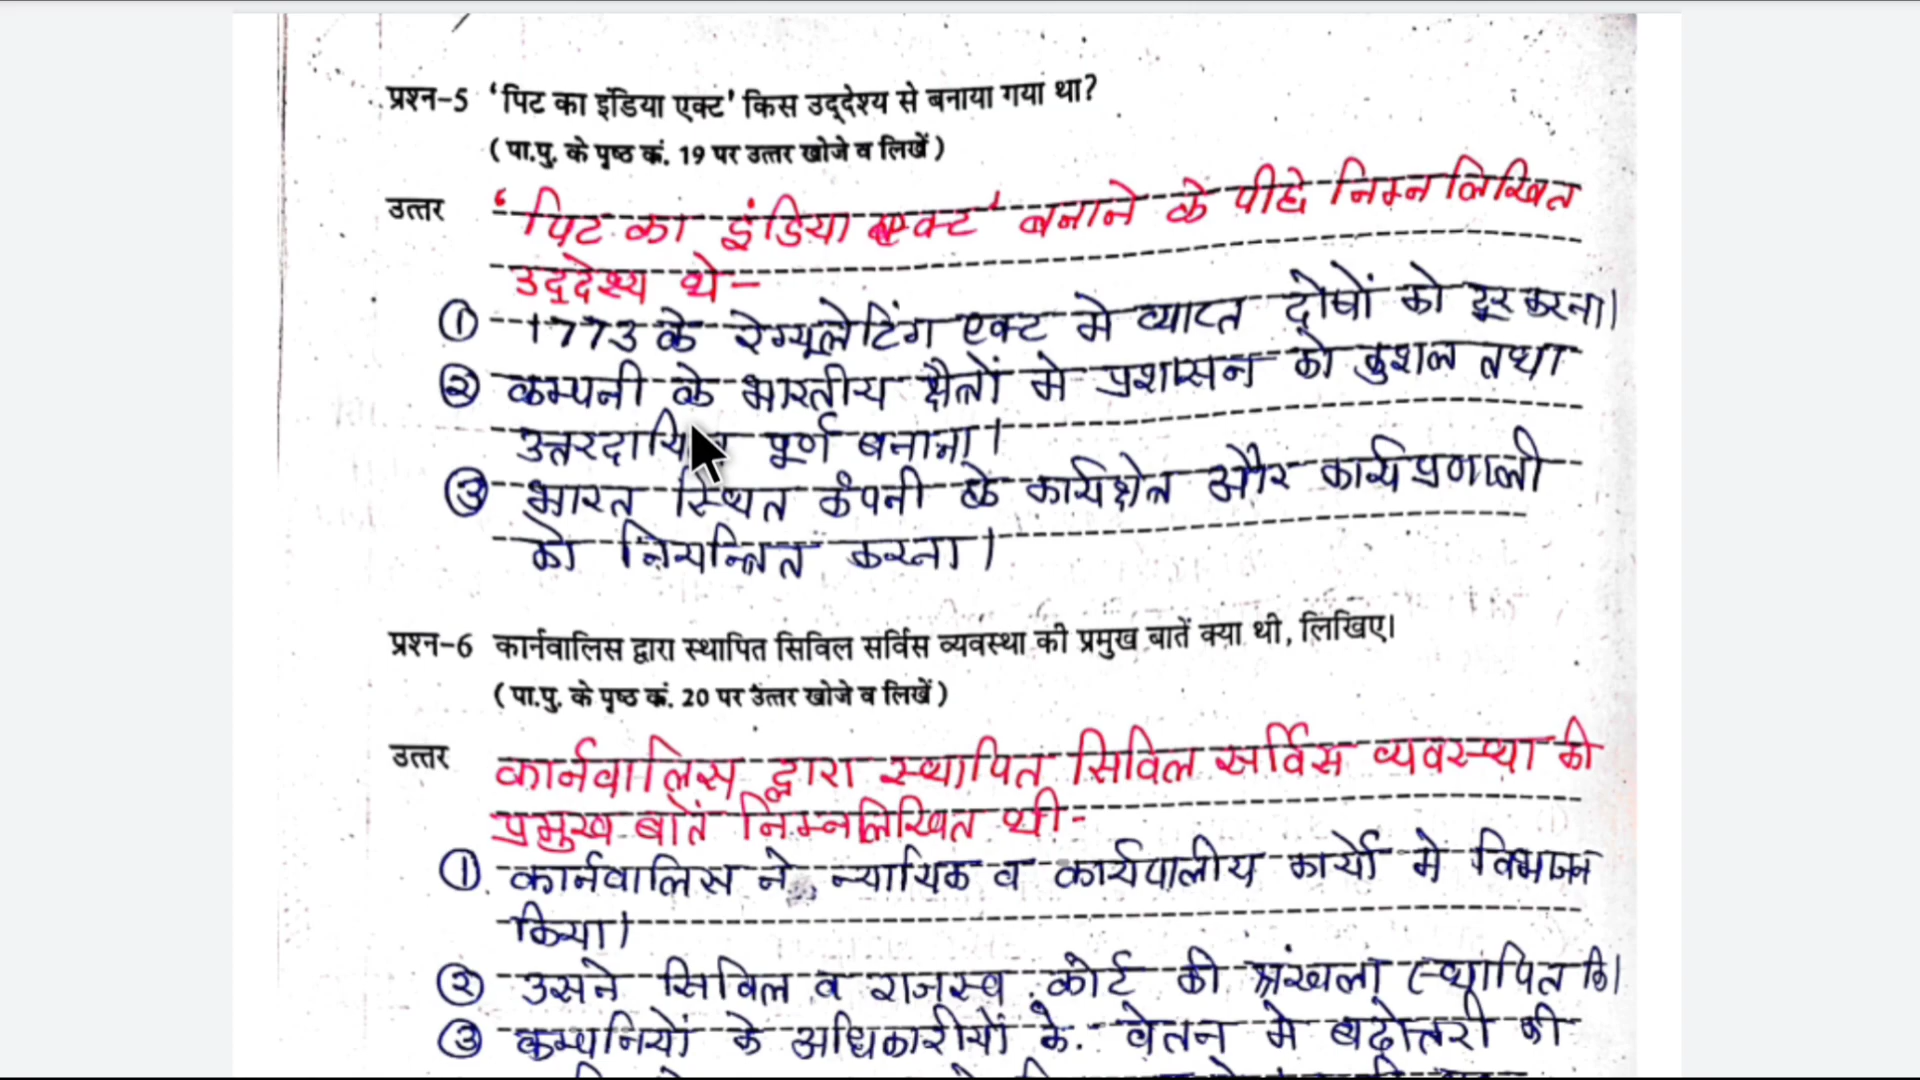 प्रश्न-5 'पिट का इंडिया एक्ट' किस उद्देश्य से बनाया गया था?
(पा.पु. के पृष्ठ कं. 19 पर उत्तर खोजे व लिखें)
उत्तर 'पिट का इंडिया एक्ट' बनाने के पीछे निम्नलिखित
उद्देश्य थे-
① 1773 के रेग्यूलेटिंग एक्ट मे व्याप्त दोषों को दूर करना।
② कम्पनी के भारतीय क्षैत्रों मे प्रशासन को कुशल तथा
पूर्ण बनाना।
③ भारत स्थित कंपनी के कार्यक्षेत्र और कार्यप्रणाली
को नियन्त्रित करना।
प्रश्न-6 कार्नवालिस द्वारा स्थापित सिविल सर्विस व्यवस्था की प्रमुख बातें क्या थी, लिखिए।
(पा.पु. के पृष्ठ कं. 20 पर उत्तर खोजे व लिखें)
उत्तर कार्नवालिस द्वारा स्थापित सिविल सर्विस व्यवस्था की
प्रमुख बातें निम्नलिखित थी-
① कार्नवालिस ने न्यायिक व कार्यपालीय कार्यो मे विभाजन
किया।
② उसने सिविल व राजस्व कोर्ट की श्रंखला स्थापित कि।
③ कम्पनियों के अधिकारीयों के वेतन मे बढ़ोत्तरी की